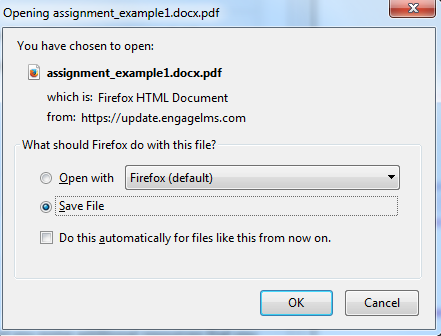 Opening assignment_example1.docx.pdf
You have chosen to open:
assignment_example1.docx.pdf
which is: Firefox HTML Document
from: https://update.engagelms.com
What should Firefox do with this file?
Open with Firefox (default)
Save File
Do this automatically for files like this from now on.
OK Cancel